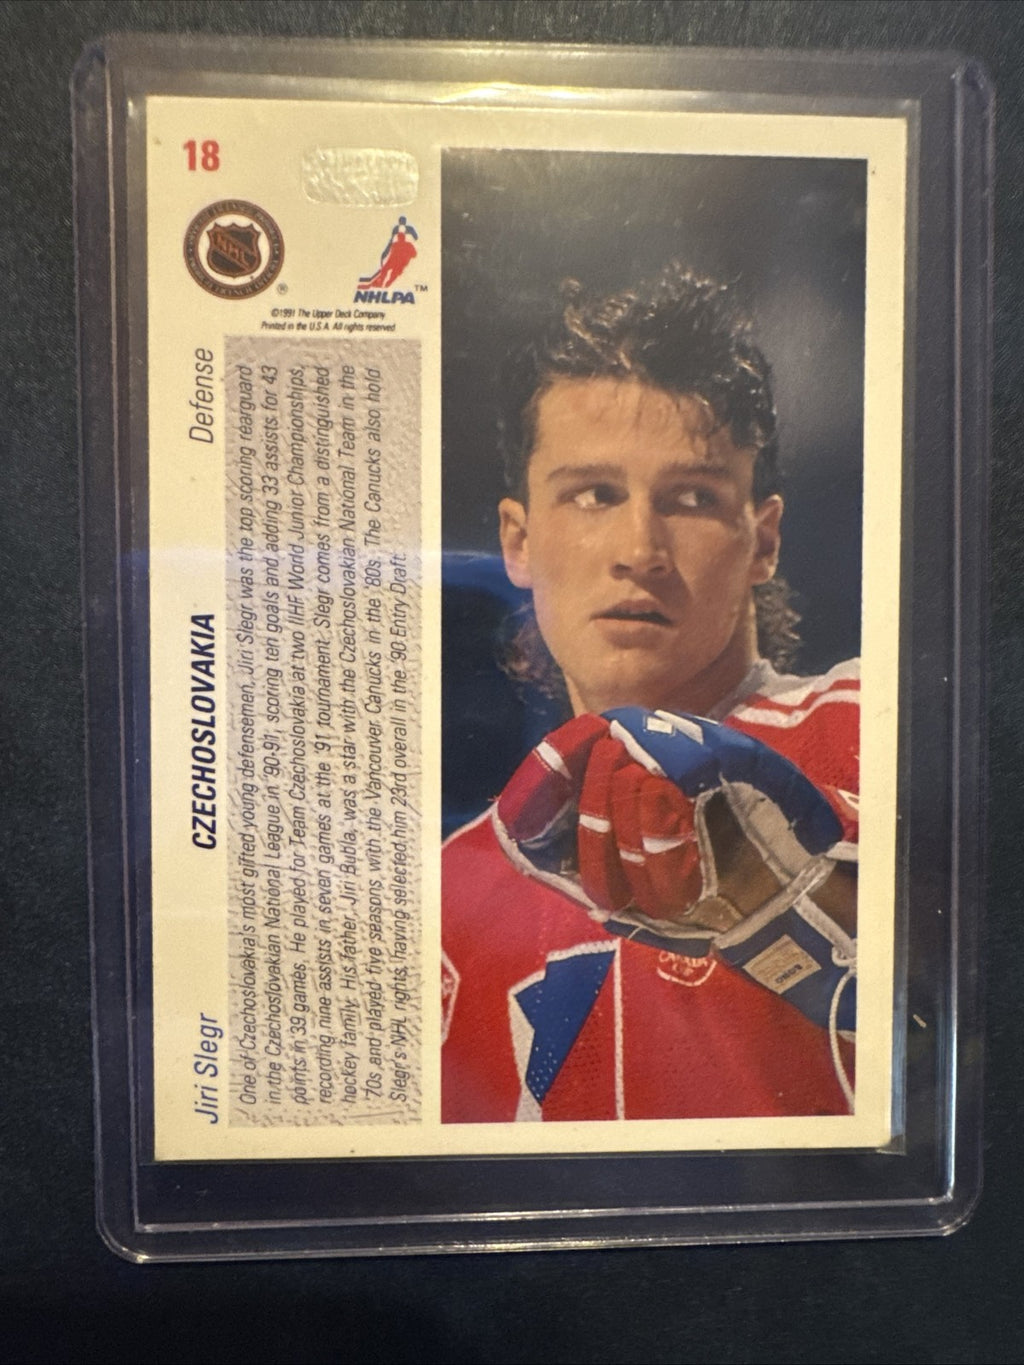 18
NHL
®
NHLPA™
©1991 The Upper Deck Company
Printed in the U.S.A. All rights reserved
Jiri Slegr CZECHOSLOVAKIA Defense
One of Czechoslovakia's most gifted young defensemen, Jiri Slegr was the top scoring rearguard
in the Czechoslovakian National League in '90-91, scoring ten goals and adding 33 assists for 43
points in 39 games. He played for Team Czechoslovakia at two IIHF World Junior Championships,
recording nine assists in seven games at the '91 tournament. Slegr comes from a distinguished
hockey family. His father, Jiri Bubla, was a star with the Czechoslovakian National Team in the
'70s and played five seasons with the Vancouver Canucks in the '80s. The Canucks also hold
Slegr's NHL rights, having selected him 23rd overall in the '90 Entry Draft.
CANADA